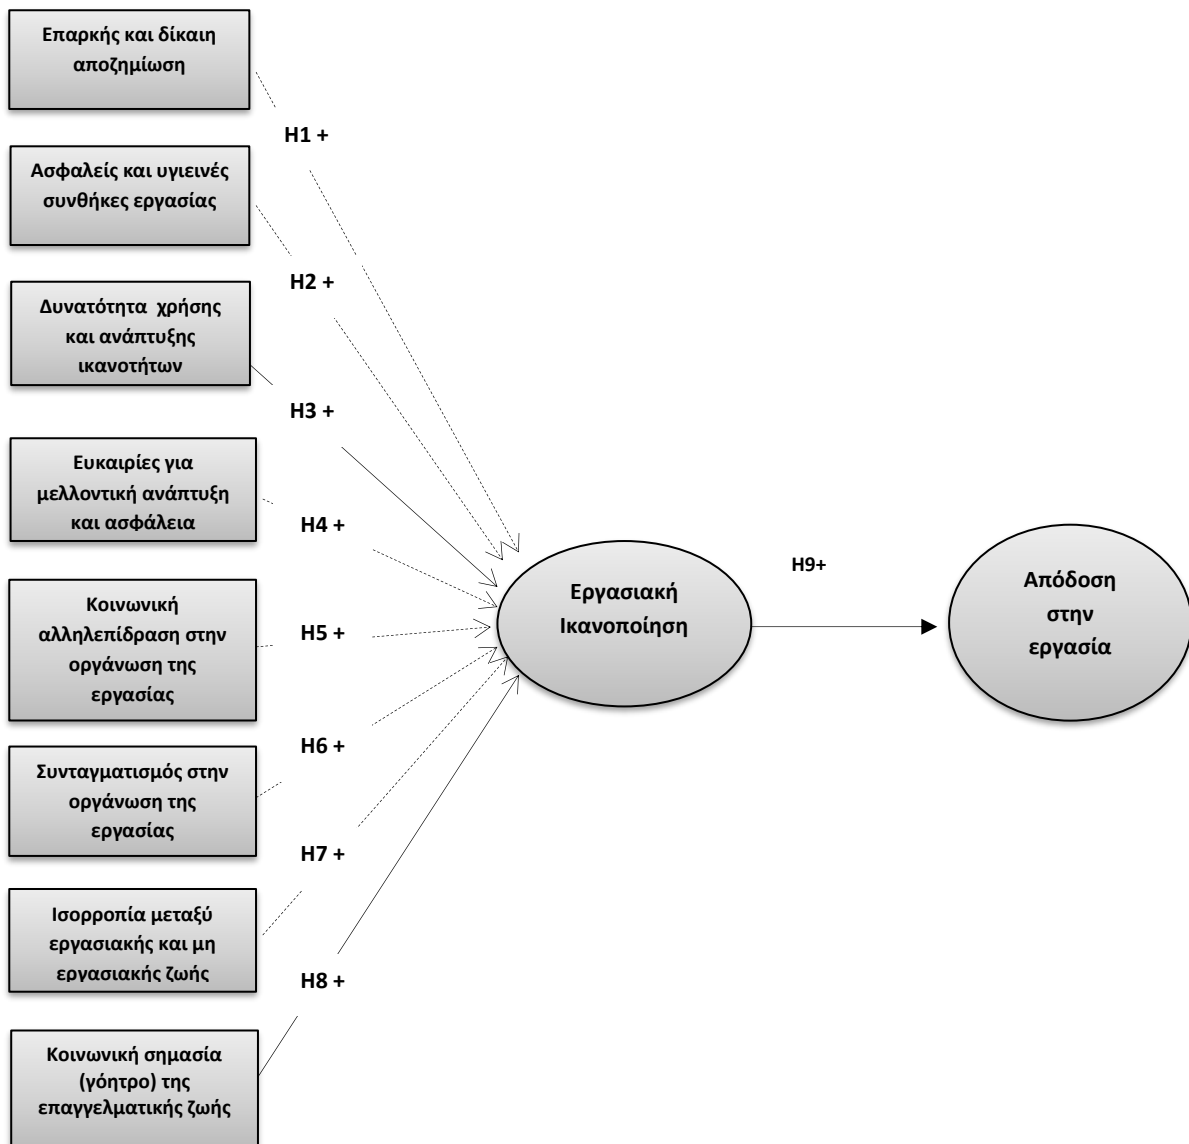 Επαρκής και δίκαιη
αποζημίωση
H1 +
Ασφαλείς και υγιεινές
συνθήκες εργασίας
H2 +
Δυνατότητα χρήσης
και ανάπτυξης
ικανοτήτων
H3 +
Ευκαιρίες για
μελλοντική ανάπτυξη
και ασφάλεια
H4 +
Κοινωνική
αλληλεπίδραση στην
οργάνωση της
εργασίας
H5 +
Συνταγματισμός στην
οργάνωση της
εργασίας
H6 +
H7 +
Ισορροπία μεταξύ
εργασιακής και μη
εργασιακής ζωής
H8 +
Κοινωνική σημασία
(γόητρο) της
επαγγελματικής ζωής
Εργασιακή
Ικανοποίηση
H9+
Απόδοση
στην
εργασία